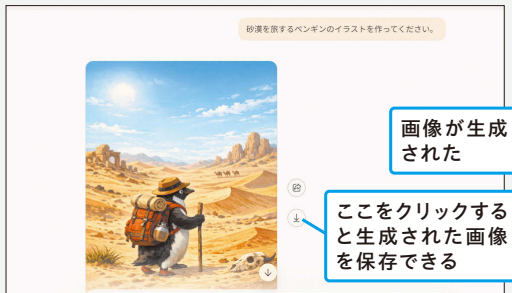 砂漠を旅するペンギンのイラストを作ってください。
画像が生成
された
ここをクリックする
と生成された画像
を保存できる